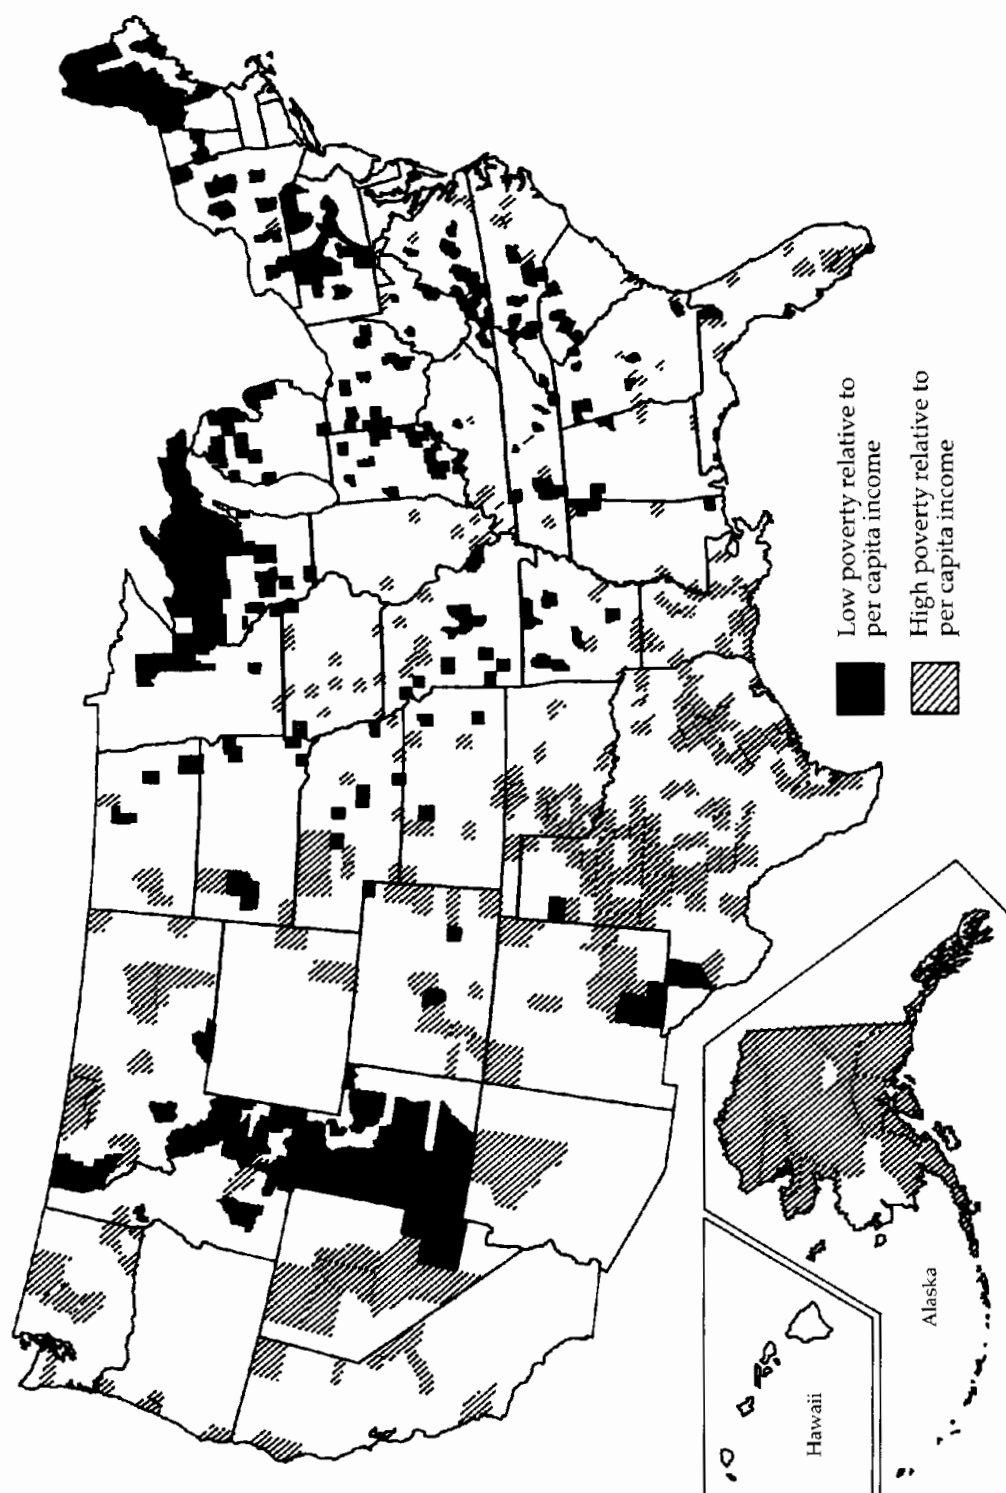 Low poverty relative to
per capita income
High poverty relative to
per capita income
Alaska
Hawaii